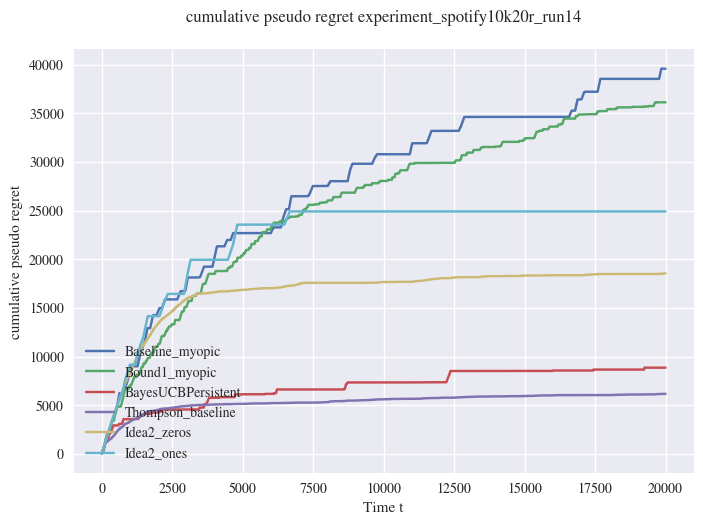 cumulative pseudo regret experiment_spotify10k20r_run14
40000
35000
30000
25000
20000
15000
10000
5000
0
cumulative pseudo regret
Baseline_myopic
Bound1_myopic
BayesUCBPersistent
Thompson_baseline
Idea2_zeros
Idea2_ones
0 2500 5000 7500 10000 12500 15000 17500 20000
Time t